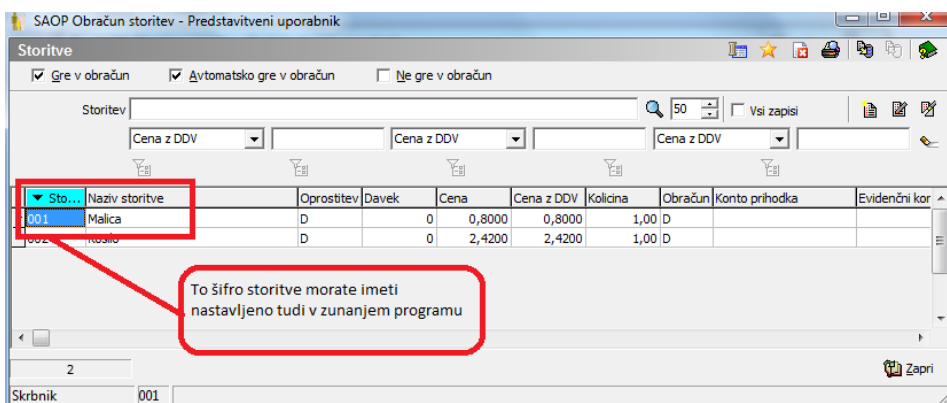 SAOP Obračun storitev - Predstavitveni uporabnik
Storitve
Gre v obračun Avtomatsko gre v obračun Ne gre v obračun
Storitev 50 Vsi zapisi
Cena z DDV Cena z DDV Cena z DDV
Sto... Naziv storitve Oprostitev Davek Cena Cena z DDV Kolicina Obračun Konto prihodka Evidenčni kor
001 Malica D 0 0,8000 0,8000 1,00 D
002 Kosilo D 0 2,4200 2,4200 1,00 D
To šifro storitve morate imeti
nastavljeno tudi v zunanjem programu
2 Zapri
Skrbnik 001